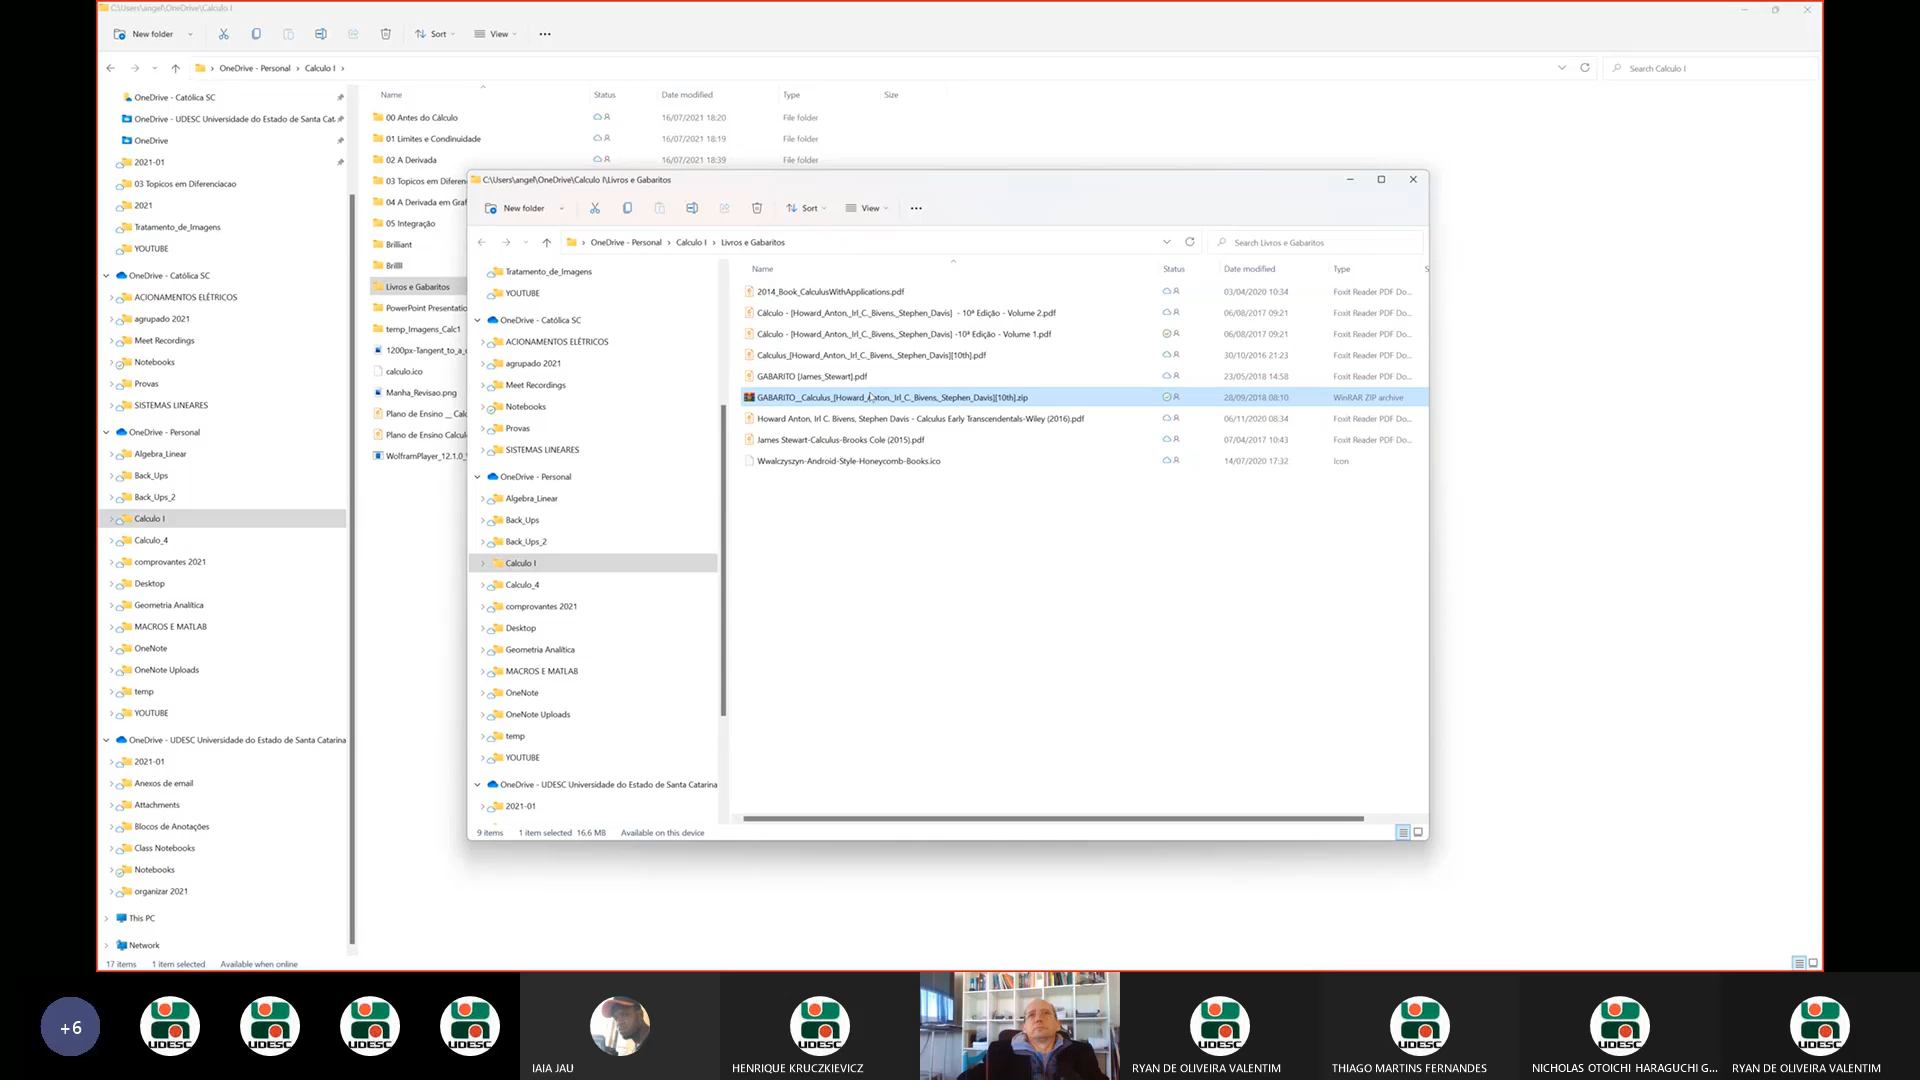 C:\Users\angel\OneDrive\Calculo I
New folder
Sort
View
OneDrive - Personal > Calculo I >
Search Calculo I
OneDrive - Católica SC
OneDrive - UDESC Universidade do Estado de Santa Cat
OneDrive
2021-01
03 Topicos em Diferenciacao
2021
Tratamento_de_Imagens
YOUTUBE
OneDrive - Católica SC
ACIONAMENTOS ELÉTRICOS
agrupado 2021
Meet Recordings
Notebooks
Provas
SISTEMAS LINEARES
OneDrive - Personal
Algebra_Linear
Back_Ups
Back_Ups_2
Calculo I
Calculo_4
comprovantes 2021
Desktop
Geometria Analítica
MACROS E MATLAB
OneNote
OneNote Uploads
temp
YOUTUBE
OneDrive - UDESC Universidade do Estado de Santa Catarina
2021-01
Anexos de email
Attachments
Blocos de Anotações
Class Notebooks
Notebooks
organizar 2021
This PC
Network
17 items 1 item selected Available when online
Name Status Date modified Type Size
00 Antes do Cálculo 16/07/2021 18:20 File folder
01 Limites e Condinuidade 16/07/2021 18:19 File folder
02 A Derivada 16/07/2021 18:39 File folder
03 Topicos em Diferen
04 A Derivada em Graf
05 Integração
Brilliant
Brillll
Livros e Gabaritos
PowerPoint Presentatio
temp_Imagens_Calc1
1200px-Tangent_to_a_c
calculo.ico
Manha_Revisao.png
Plano de Ensino __ Calc
Plano de Ensino Calcul
WolframPlayer_12.1.0_
C:\Users\angel\OneDrive\Calculo I\Livros e Gabaritos
New folder
Sort
View
OneDrive - Personal > Calculo I > Livros e Gabaritos
Search Livros e Gabaritos
Tratamento_de_Imagens
YOUTUBE
OneDrive - Católica SC
ACIONAMENTOS ELÉTRICOS
agrupado 2021
Meet Recordings
Notebooks
Provas
SISTEMAS LINEARES
OneDrive - Personal
Algebra_Linear
Back_Ups
Back_Ups_2
Calculo I
Calculo_4
comprovantes 2021
Desktop
Geometria Analítica
MACROS E MATLAB
OneNote
OneNote Uploads
temp
YOUTUBE
OneDrive - UDESC Universidade do Estado de Santa Catarina
2021-01
Name Status Date modified Type S
2014_Book_CalculusWithApplications.pdf 03/04/2020 10:34 Foxit Reader PDF Do...
Cálculo - [Howard_Anton,_Irl_C._Bivens,_Stephen_Davis] - 10ª Edição - Volume 2.pdf 06/08/2017 09:21 Foxit Reader PDF Do...
Cálculo - [Howard_Anton,_Irl_C._Bivens,_Stephen_Davis] -10ª Edição - Volume 1.pdf 06/08/2017 09:21 Foxit Reader PDF Do...
Calculus_[Howard_Anton,_Irl_C._Bivens,_Stephen_Davis][10th].pdf 30/10/2016 21:23 Foxit Reader PDF Do...
GABARITO [James_Stewart].pdf 23/05/2018 14:58 Foxit Reader PDF Do...
GABARITO__Calculus_[Howard_Anton,_Irl_C._Bivens,_Stephen_Davis][10th].zip 28/09/2018 08:10 WinRAR ZIP archive
Howard Anton, Irl C. Bivens, Stephen Davis - Calculus Early Transcendentals-Wiley (2016).pdf 06/11/2020 08:34 Foxit Reader PDF Do...
James Stewart-Calculus-Brooks Cole (2015).pdf 07/04/2017 10:43 Foxit Reader PDF Do...
Wwalczyszyn-Android-Style-Honeycomb-Books.ico 14/07/2020 17:32 Icon
9 items 1 item selected 16.6 MB Available on this device
+6
UDESC
UDESC
UDESC
UDESC
IAIA JAU
UDESC
HENRIQUE KRUCZKIEVICZ
UDESC
RYAN DE OLIVEIRA VALENTIM
UDESC
THIAGO MARTINS FERNANDES
UDESC
NICHOLAS OTOICHI HARAGUCHI G...
UDESC
RYAN DE OLIVEIRA VALENTIM